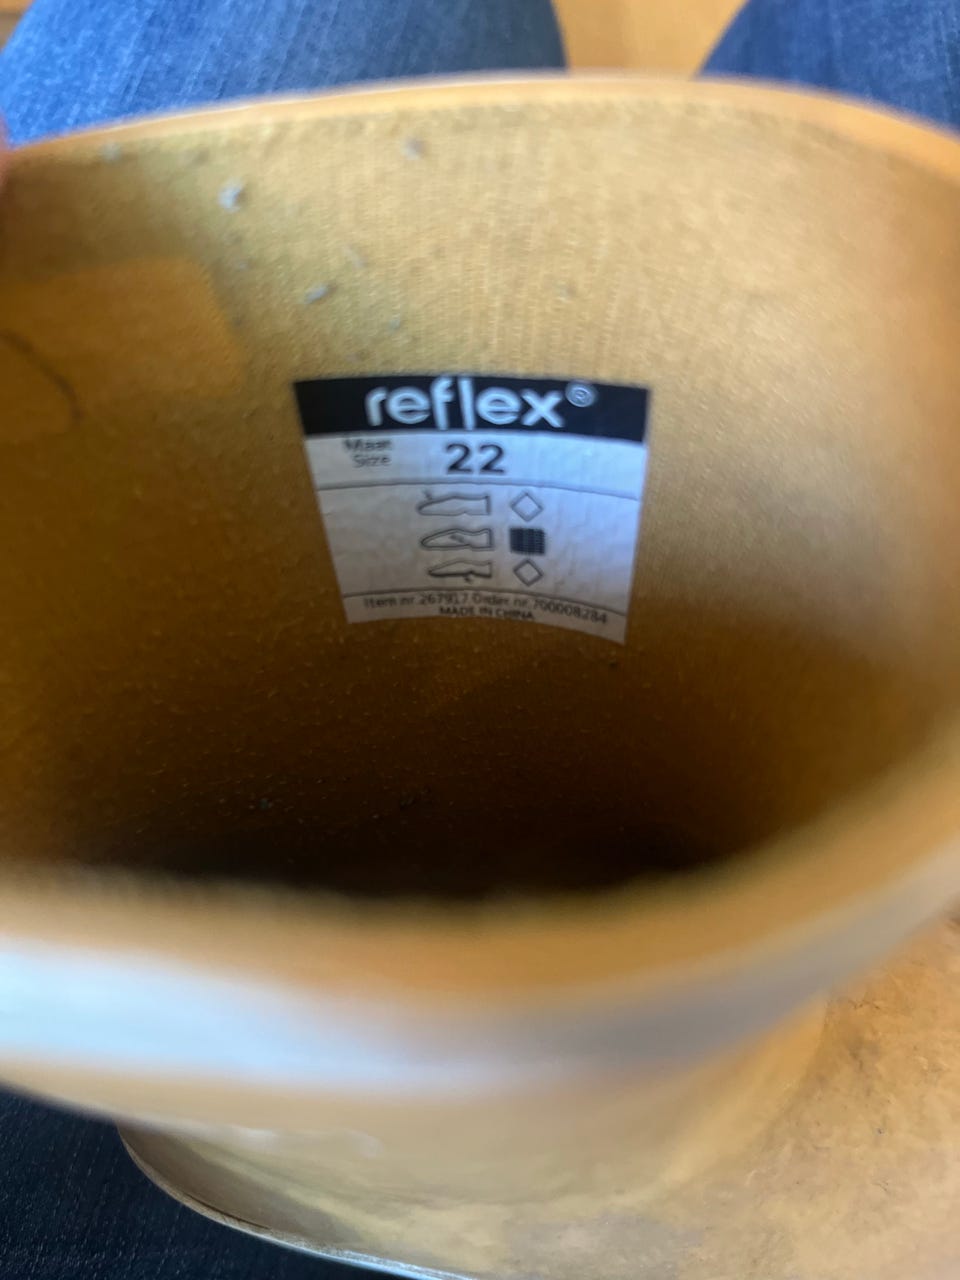 reflex®
Maat
Size 22
Item nr. 267917 Order nr. 700008284
MADE IN CHINA